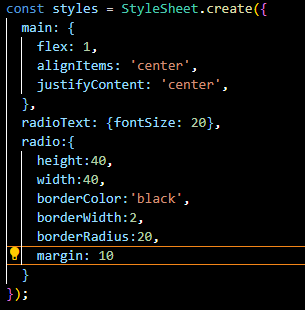 const styles = StyleSheet.create({
  main: {
    flex: 1,
    alignItems: 'center',
    justifyContent: 'center',
  },
  radioText: {fontSize: 20},
  radio:{
    height:40,
    width:40,
    borderColor:'black',
    borderWidth:2,
    borderRadius:20,
    margin: 10
  }
});